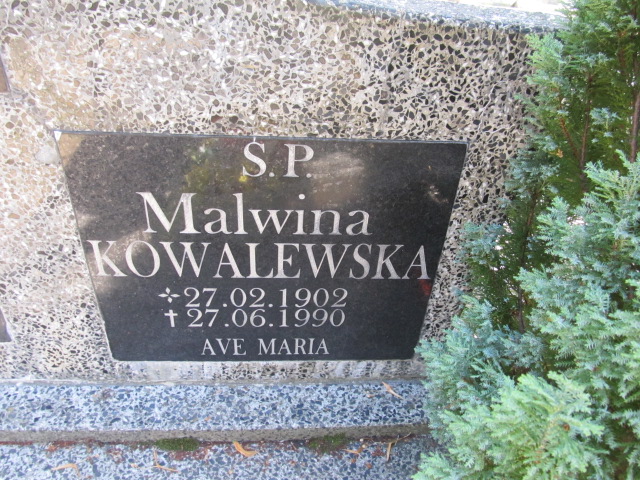 Ś.P.
Malwina
KOWALEWSKA
27.02.1902
† 27.06.1990
AVE MARIA